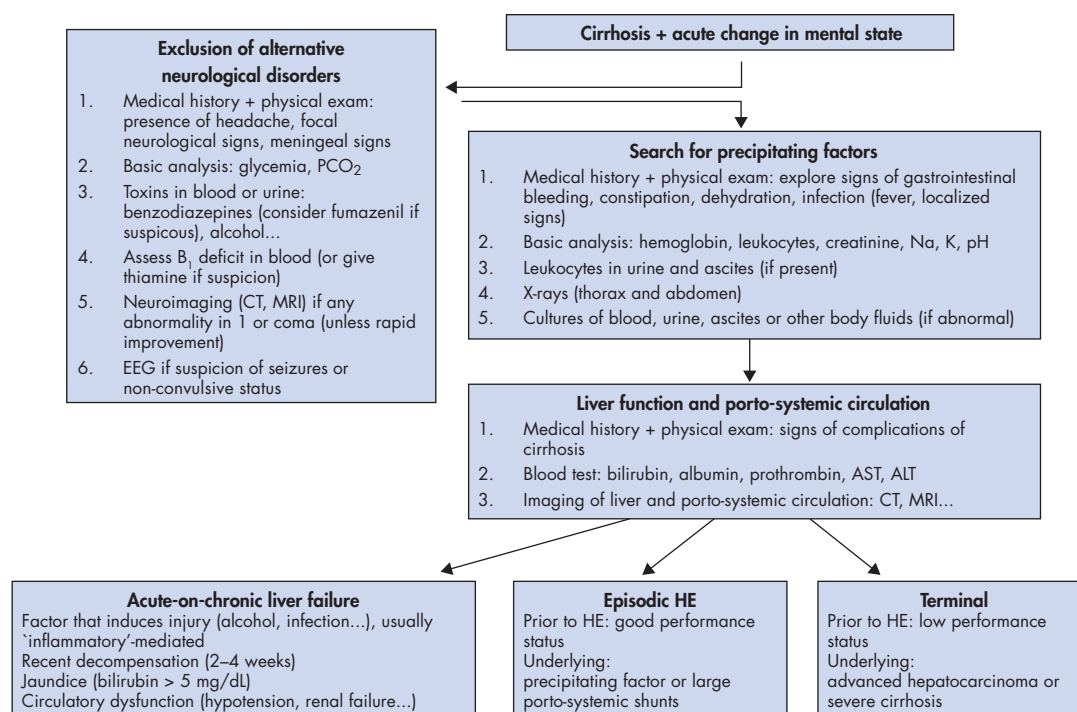 Cirrhosis + acute change in mental state
Exclusion of alternative
neurological disorders
1. Medical history + physical exam:
presence of headache, focal
neurological signs, meningeal signs
2. Basic analysis: glycemia, PCO₂
3. Toxins in blood or urine:
benzodiazepines (consider fumazenil if
suspicous), alcohol...
4. Assess B₁ deficit in blood (or give
thiamine if suspicion)
5. Neuroimaging (CT, MRI) if any
abnormality in 1 or coma (unless rapid
improvement)
6. EEG if suspicion of seizures or
non-convulsive status
Search for precipitating factors
1. Medical history + physical exam: explore signs of gastrointestinal
bleeding, constipation, dehydration, infection (fever, localized
signs)
2. Basic analysis: hemoglobin, leukocytes, creatinine, Na, K, pH
3. Leukocytes in urine and ascites (if present)
4. X-rays (thorax and abdomen)
5. Cultures of blood, urine, ascites or other body fluids (if abnormal)
Liver function and porto-systemic circulation
1. Medical history + physical exam: signs of complications of
cirrhosis
2. Blood test: bilirubin, albumin, prothrombin, AST, ALT
3. Imaging of liver and porto-systemic circulation: CT, MRI...
Acute-on-chronic liver failure
Factor that induces injury (alcohol, infection...), usually
`inflammatory'-mediated
Recent decompensation (2–4 weeks)
Jaundice (bilirubin > 5 mg/dL)
Circulatory dysfunction (hypotension, renal failure...)
Episodic HE
Prior to HE: good performance
status
Underlying:
precipitating factor or large
porto-systemic shunts
Terminal
Prior to HE: low performance
status
Underlying:
advanced hepatocarcinoma or
severe cirrhosis